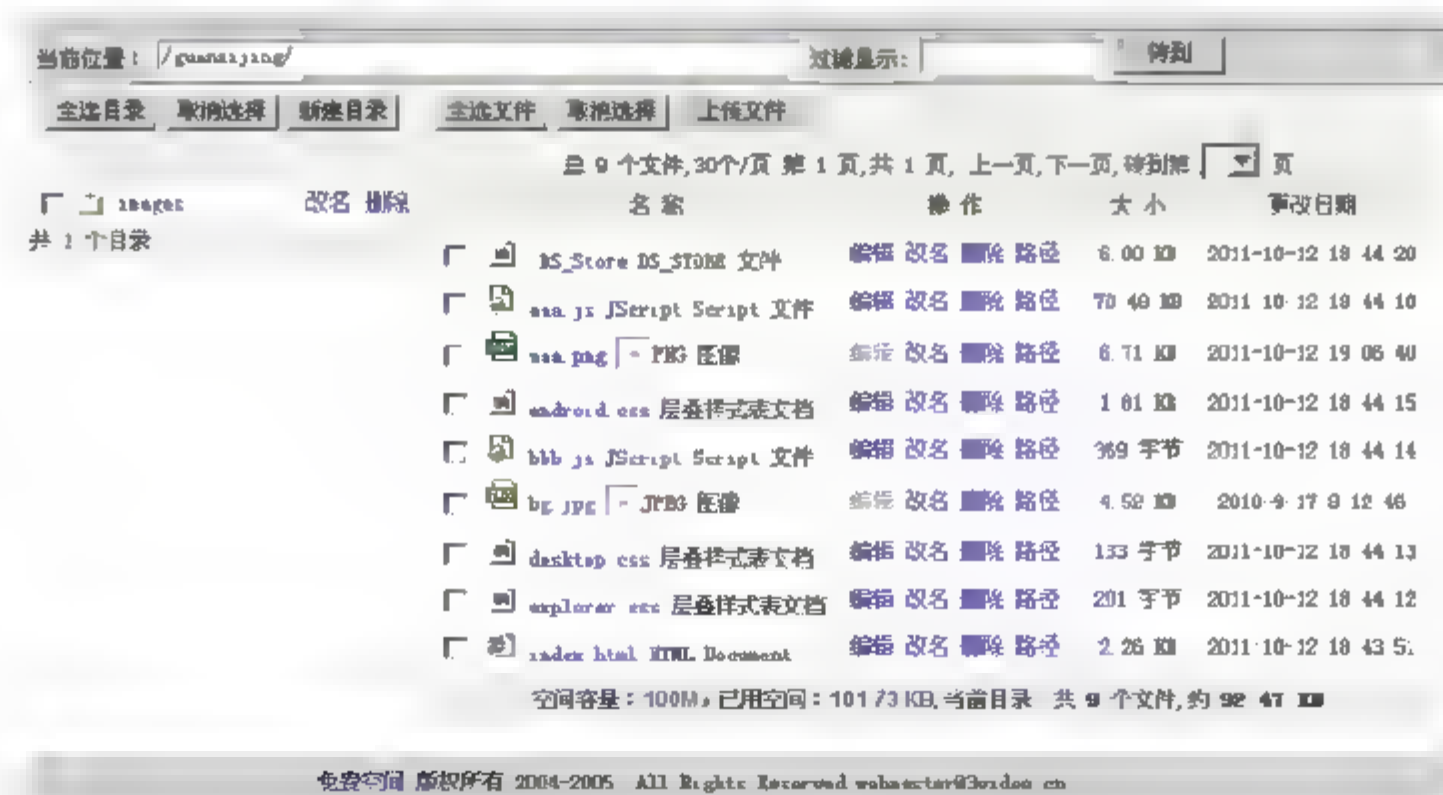 当前位置: /guanaijing/ 过滤显示: 转到
全选目录 取消选择 新建目录 全选文件 取消选择 上传文件
总 9 个文件,30个/页 第 1 页,共 1 页, 上一页,下一页,转到第 页
images 改名 删除 名 称 操 作 大 小 更改日期
共 1 个目录
DS_Store DS_STORE 文件 编辑 改名 删除 路径 6.00 KB 2011-10-12 18 44 20
aaa js JScript Script 文件 编辑 改名 删除 路径 70 48 KB 2011-10-12 18 44 10
aaa png PNG 图像 编辑 改名 删除 路径 6.71 KB 2011-10-12 19 06 40
android css 层叠样式表文档 编辑 改名 删除 路径 1 81 KB 2011-10-12 18 44 15
bbb js JScript Script 文件 编辑 改名 删除 路径 369 字节 2011-10-12 18 44 14
bg jpg JPEG 图像 编辑 改名 删除 路径 4.52 KB 2010-9-17 8 12 46
desktop css 层叠样式表文档 编辑 改名 删除 路径 133 字节 2011-10-12 18 44 13
explorer css 层叠样式表文档 编辑 改名 删除 路径 201 字节 2011-10-12 18 44 12
index html HTML Document 编辑 改名 删除 路径 2.26 KB 2011-10-12 18 43
空间容量:100M, 已用空间:101 73 KB, 当前目录 共 9 个文件,约 92 47 KB
免费空间 版权所有 2004-2005 All Rights Reserved